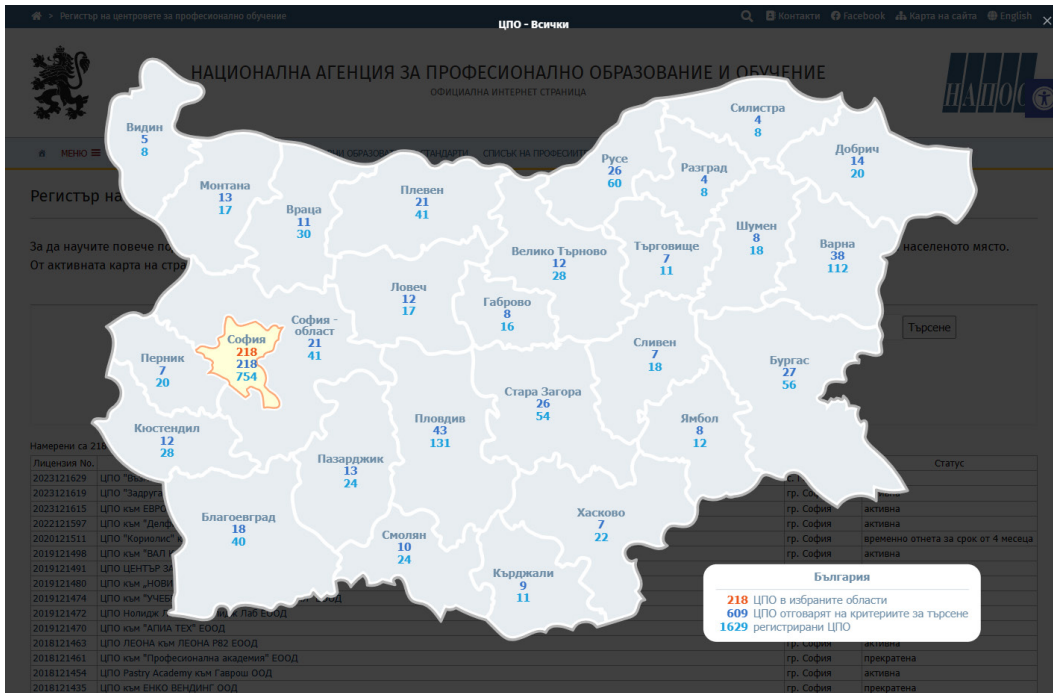 Регистър на центровете за професионално обучение
Контакти Facebook Карта на сайта English
ЦПО - Всички
НАЦИОНАЛНА АГЕНЦИЯ ЗА ПРОФЕСИОНАЛНО ОБРАЗОВАНИЕ И ОБУЧЕНИЕ
ОФИЦИАЛНА ИНТЕРНЕТ СТРАНИЦА
МЕНЮ
Видин
5
8
Силистра
4
8
Добрич
14
20
Русе
26
60
Разград
4
8
Монтана
13
17
Плевен
21
41
Враца
11
30
Шумен
8
18
Варна
38
112
Велико Търново
12
28
Търговище
7
11
Регистър на
За да научите повече по
населеното място.
От активната карта на стра
Ловеч
12
17
Габрово
8
16
София -
област
21
41
София
218
218
754
Търсене
Перник
7
20
Сливен
7
18
Бургас
27
56
Стара Загора
26
54
Пловдив
43
131
Ямбол
8
12
Кюстендил
12
28
Пазарджик
13
24
Благоевград
18
40
Смолян
10
24
Хасково
7
22
Кърджали
9
11
Намерени са 218
Лицензия No. Статус
2023121629
2023121619 ЦПО "Задруга гр. София
2023121615 ЦПО към ЕВРО гр. София активна
2022121597 ЦПО към "Делф гр. София активна
2020121511 ЦПО "Кориолис" гр. София временно отнета за срок от 4 месеца
2019121498 ЦПО към "ВАЛ гр. София активна
2019121491 ЦПО ЦЕНТЪР ЗА
2019121480 ЦПО към „НОВИ
2019121474 ЦПО към "УЧЕБ
2019121472 ЦПО Нолидж Лаб ЕООД
2019121470 ЦПО към "АПИА ТЕХ" ЕООД
2018121463 ЦПО ЛЕОНА към ЛЕОНА Р82 ЕООД гр. София активна
2018121461 ЦПО към "Професионална академия" ЕООД гр. София прекратена
2018121454 ЦПО Pastry Academy към Гаврош ООД гр. София активна
2018121435 ЦПО към ЕНКО ВЕНДИНГ ООД гр. София прекратена
България
218 ЦПО в избраните области
609 ЦПО отговарят на критериите за търсене
1629 регистрирани ЦПО